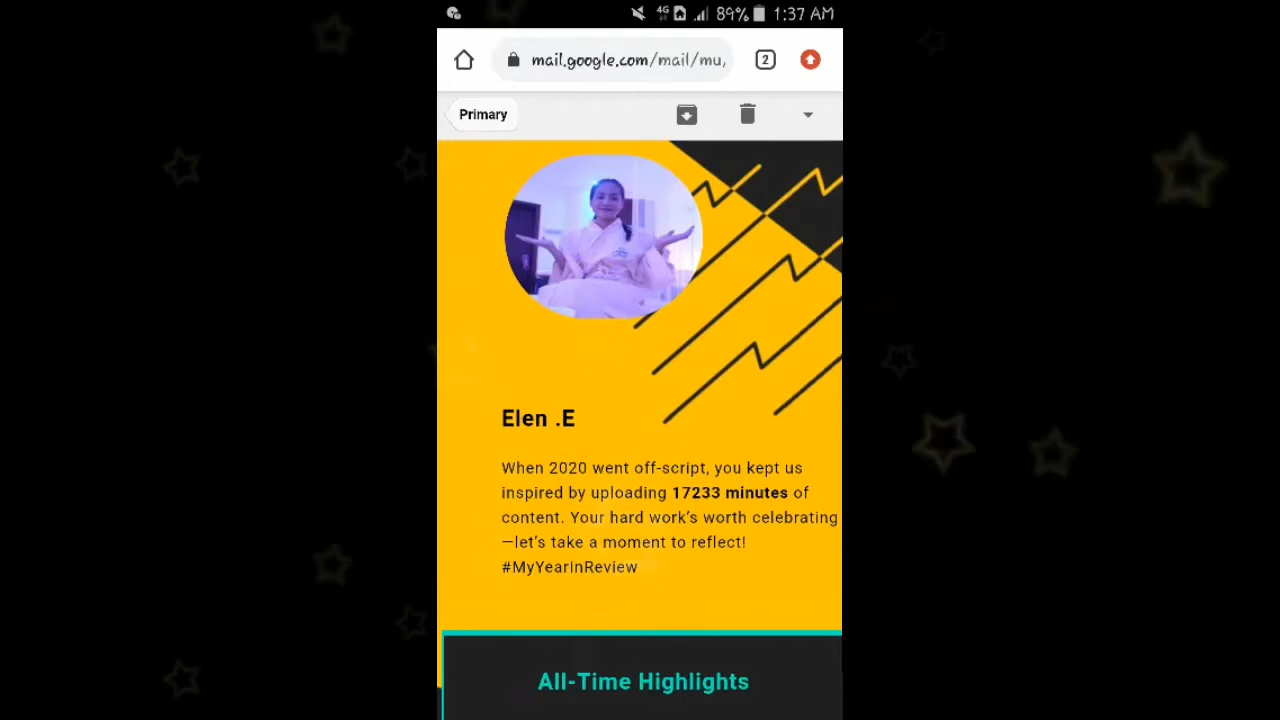 4G 89% 1:37 AM
mail.google.com/mail/mu, 2
Primary
Elen .E
When 2020 went off-script, you kept us
inspired by uploading 17233 minutes of
content. Your hard work's worth celebrating
—let's take a moment to reflect!
#MyYearInReview
All-Time Highlights